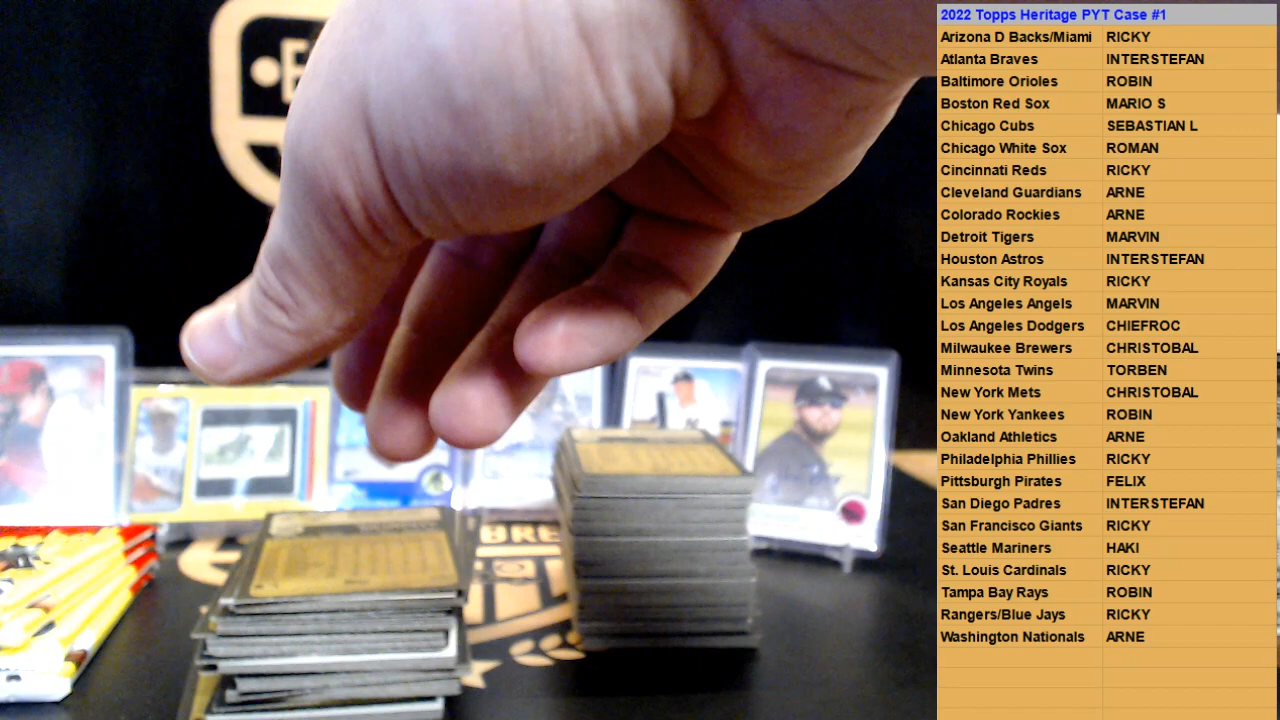 2022 Topps Heritage PYT Case #1
Arizona D Backs/Miami RICKY
Atlanta Braves INTERSTEFAN
Baltimore Orioles ROBIN
Boston Red Sox MARIO S
Chicago Cubs SEBASTIAN L
Chicago White Sox ROMAN
Cincinnati Reds RICKY
Cleveland Guardians ARNE
Colorado Rockies ARNE
Detroit Tigers MARVIN
Houston Astros INTERSTEFAN
Kansas City Royals RICKY
Los Angeles Angels MARVIN
Los Angeles Dodgers CHIEFROC
Milwaukee Brewers CHRISTOBAL
Minnesota Twins TORBEN
New York Mets CHRISTOBAL
New York Yankees ROBIN
Oakland Athletics ARNE
Philadelphia Phillies RICKY
Pittsburgh Pirates FELIX
San Diego Padres INTERSTEFAN
San Francisco Giants RICKY
Seattle Mariners HAKI
St. Louis Cardinals RICKY
Tampa Bay Rays ROBIN
Rangers/Blue Jays RICKY
Washington Nationals ARNE
BRE